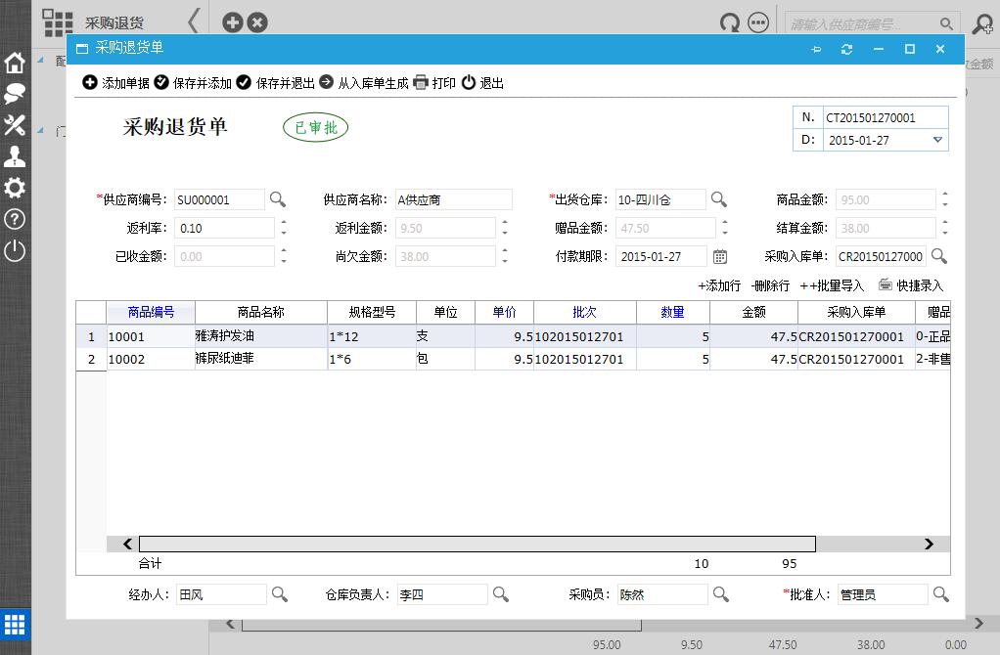 采购退货
请输入供应商编号...
采购退货单
配
金额
添加单据 保存并添加 保存并退出 从入库单生成 打印 退出
采购退货单
已审批
N. CT201501270001
D: 2015-01-27
门
*供应商编号: SU000001 供应商名称: A供应商 *出货仓库: 10-四川仓 商品金额: 95.00
返利率: 0.10 返利金额: 9.50 赠品金额: 47.50 结算金额: 38.00
已收金额: 0.00 尚欠金额: 38.00 付款期限: 2015-01-27 采购入库单: CR20150127000
+添加行 -删除行 ++批量导入 快捷录入
商品编号 商品名称 规格型号 单位 单价 批次 数量 金额 采购入库单 赠品
1 10001 雅涛护发油 1*12 支 9.5 102015012701 5 47.5 CR201501270001 0-正品
2 10002 裤尿纸迪菲 1*6 包 9.5 102015012701 5 47.5 CR201501270001 2-非售
合计 10 95
经办人: 田风 仓库负责人: 李四 采购员: 陈然 *批准人: 管理员
95.00 9.50 47.50 38.00 0.00